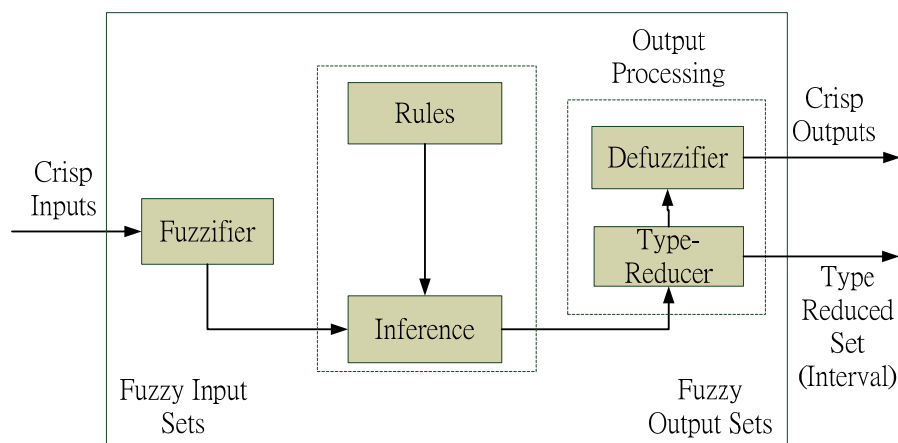 Output
Processing
Rules
Crisp
Outputs
Defuzzifier
Crisp
Inputs
Fuzzifier
Type-
Reducer
Type
Reduced
Set
(Interval)
Inference
Fuzzy Input
Sets
Fuzzy
Output Sets